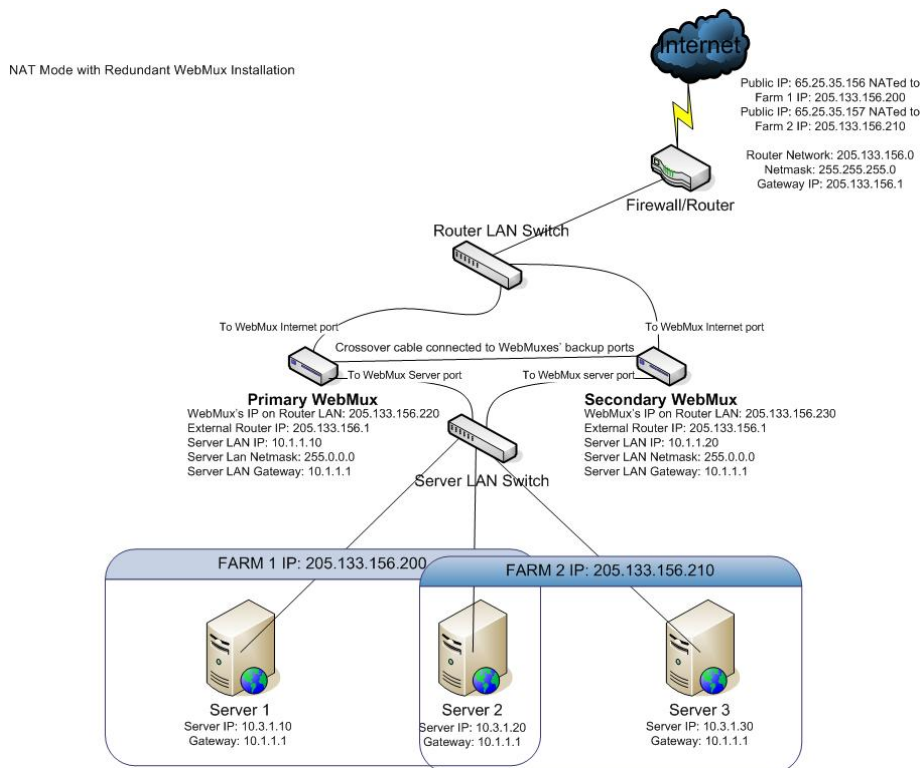 Internet
NAT Mode with Redundant WebMux Installation
Public IP: 65.25.35.156 NATed to
Farm 1 IP: 205.133.156.200
Public IP: 65.25.35.157 NATed to
Farm 2 IP: 205.133.156.210
Router Network: 205.133.156.0
Netmask: 255.255.255.0
Gateway IP: 205.133.156.1
Firewall/Router
Router LAN Switch
To WebMux Internet port
To WebMux Internet port
Crossover cable connected to WebMuxes' backup ports
To WebMux Server port
To WebMux server port
Primary WebMux
WebMux's IP on Router LAN: 205.133.156.220
External Router IP: 205.133.156.1
Server LAN IP: 10.1.1.10
Server Lan Netmask: 255.0.0.0
Server LAN Gateway: 10.1.1.1
Secondary WebMux
WebMux's IP on Router LAN: 205.133.156.230
External Router IP: 205.133.156.1
Server LAN IP: 10.1.1.20
Server LAN Netmask: 255.0.0.0
Server LAN Gateway: 10.1.1.1
Server LAN Switch
FARM 1 IP: 205.133.156.200
FARM 2 IP: 205.133.156.210
Server 1
Server IP: 10.3.1.10
Gateway: 10.1.1.1
Server 2
Server IP: 10.3.1.20
Gateway: 10.1.1.1
Server 3
Server IP: 10.3.1.30
Gateway: 10.1.1.1